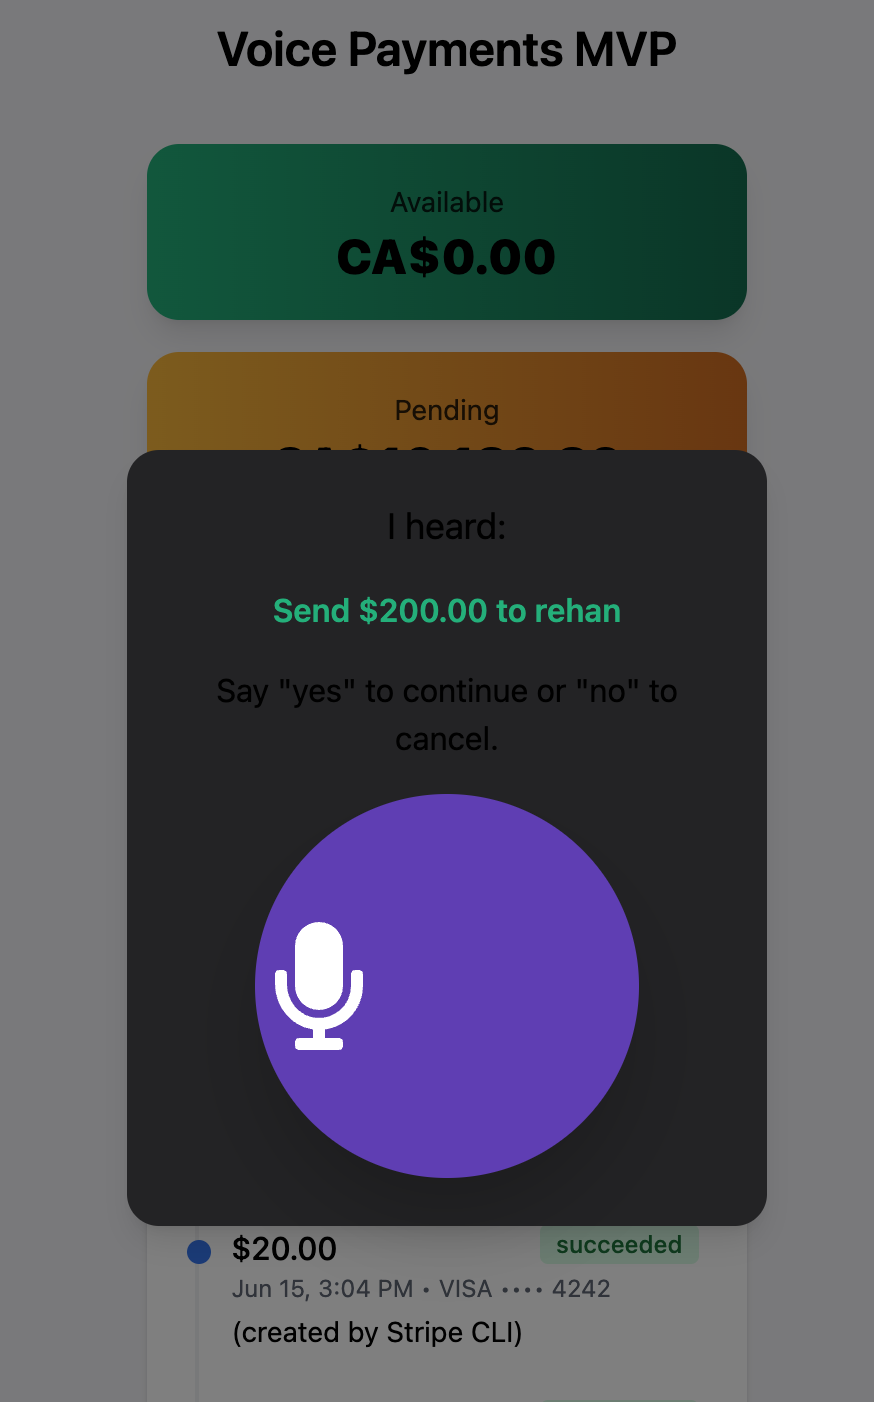 Voice Payments MVP
Available
CA$0.00
Pending
I heard:
Send $200.00 to rehan
Say "yes" to continue or "no" to
cancel.
$20.00
succeeded
Jun 15, 3:04 PM • VISA •••• 4242
(created by Stripe CLI)